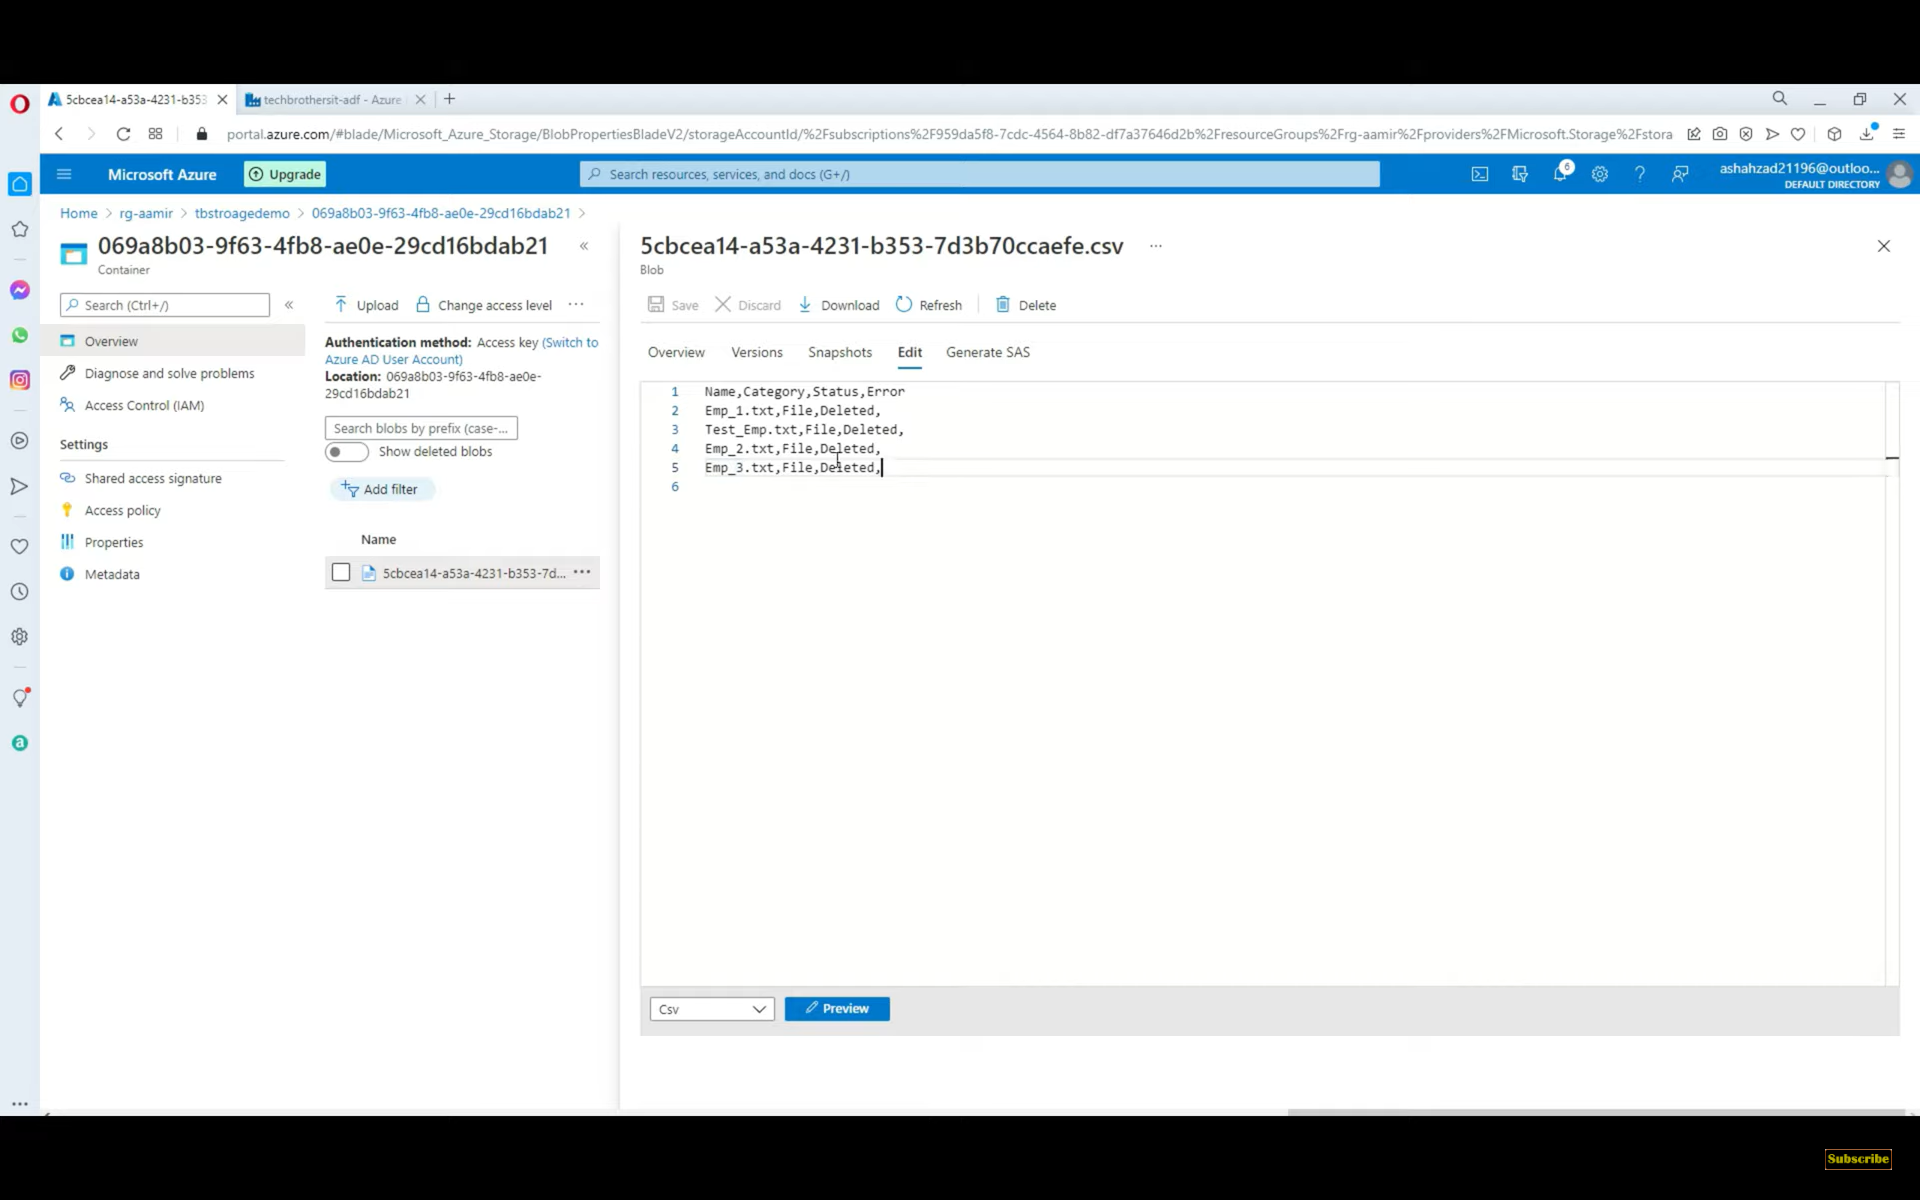 5cbcea14-a53a-4231-b353
techbrothersit-adf - Azure
portal.azure.com/#blade/Microsoft_Azure_Storage/BlobPropertiesBladeV2/storageAccountId/%2Fsubscriptions%2F959da5f8-7cdc-4564-8b82-df7a37646d2b%2FresourceGroups%2Frg-aamir%2Fproviders%2FMicrosoft.Storage%2Fstora
Microsoft Azure
Upgrade
Search resources, services, and docs (G+/)
6
ashahzad21196@outloo...
DEFAULT DIRECTORY
Home > rg-aamir > tbstroagedemo > 069a8b03-9f63-4fb8-ae0e-29cd16bdab21 >
069a8b03-9f63-4fb8-ae0e-29cd16bdab21
Container
Search (Ctrl+/)
Overview
Diagnose and solve problems
Access Control (IAM)
Settings
Shared access signature
Access policy
Properties
Metadata
Upload
Change access level
Authentication method: Access key (Switch to
Azure AD User Account)
Location: 069a8b03-9f63-4fb8-ae0e-
29cd16bdab21
Search blobs by prefix (case-...
Show deleted blobs
Add filter
Name
5cbcea14-a53a-4231-b353-7d...
5cbcea14-a53a-4231-b353-7d3b70ccaefe.csv
Blob
Save
Discard
Download
Refresh
Delete
Overview
Versions
Snapshots
Edit
Generate SAS
1 Name,Category,Status,Error
2 Emp_1.txt,File,Deleted,
3 Test_Emp.txt,File,Deleted,
4 Emp_2.txt,File,Deleted,
5 Emp_3.txt,File,Deleted,
6
Csv
Preview
Subscribe